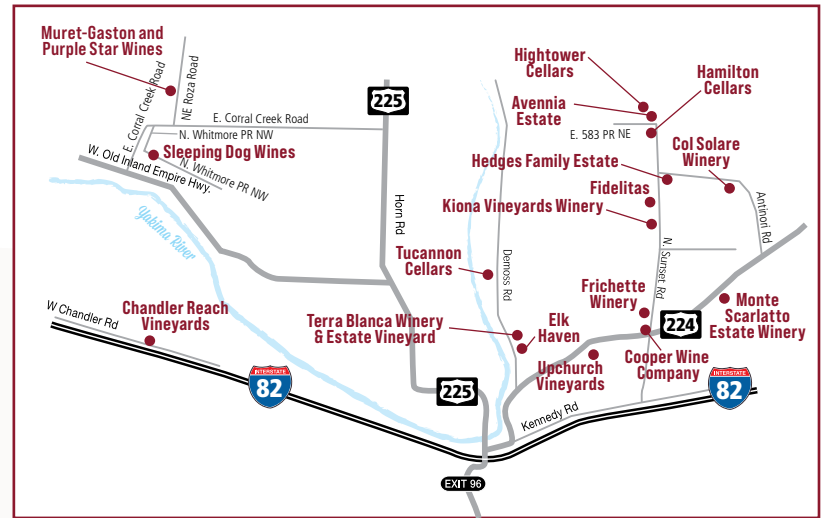 Muret-Gaston and
Purple Star Wines
E. Corral Creek Road
NE Roza Road
E. Corral Creek Road
N. Whitmore PR NW
Sleeping Dog Wines
N. Whitmore PR NW
W. Old Inland Empire Hwy.
Yakima River
W Chandler Rd
Chandler Reach
Vineyards
INTERSTATE
82
225
Horn Rd
Hightower
Cellars
Avennia
Estate
Hamilton
Cellars
E. 583 PR NE
Hedges Family Estate
Col Solare
Winery
Fidelitas
Kiona Vineyards Winery
Antinori Rd
Tucannon
Cellars
Demoss Rd
N. Sunset Rd
Frichette
Winery
224
Monte
Scarlatto
Estate Winery
Terra Blanca Winery
& Estate Vineyard
Elk
Haven
Upchurch
Vineyards
Cooper Wine
Company
225
Kennedy Rd
INTERSTATE
82
EXIT 96